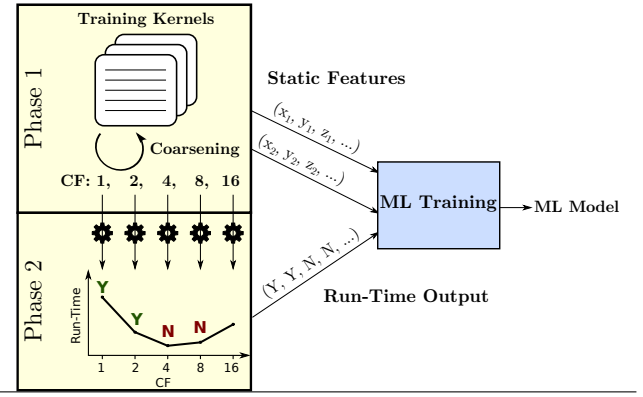 Training Kernels
Phase 1
Coarsening
CF: 1, 2, 4, 8, 16
Static Features
(x1, y1, z1, ...)
(x2, y2, z2, ...)
ML Training
ML Model
Phase 2
Run-Time
Y
Y
N
N
1 2 4 8 16
CF
(Y, Y, N, N, ...)
Run-Time Output